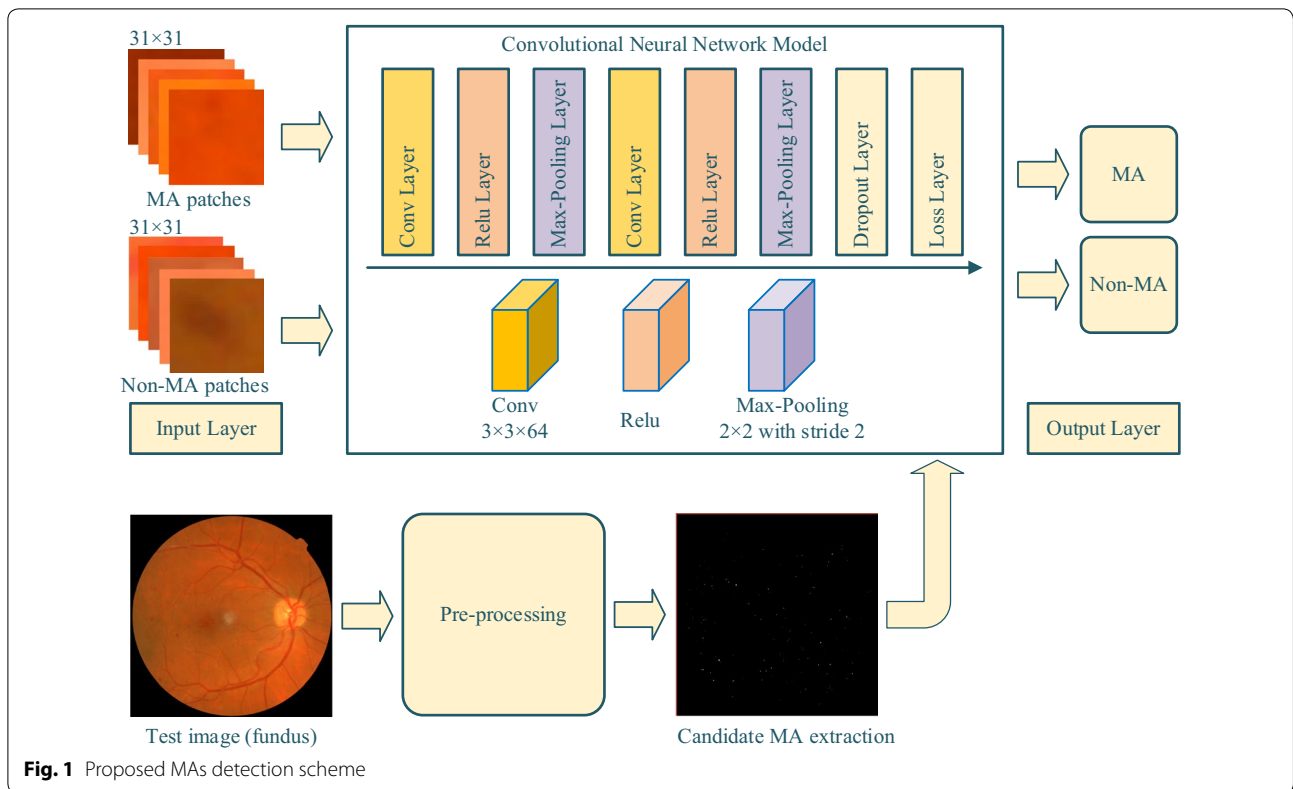 31×31
MA patches
31×31
Non-MA patches
Input Layer
Convolutional Neural Network Model
Conv Layer
Relu Layer
Max-Pooling Layer
Conv Layer
Relu Layer
Max-Pooling Layer
Dropout Layer
Loss Layer
Conv
3×3×64
Relu
Max-Pooling
2×2 with stride 2
MA
Non-MA
Output Layer
Test image (fundus)
Pre-processing
Candidate MA extraction
Fig. 1 Proposed MAs detection scheme